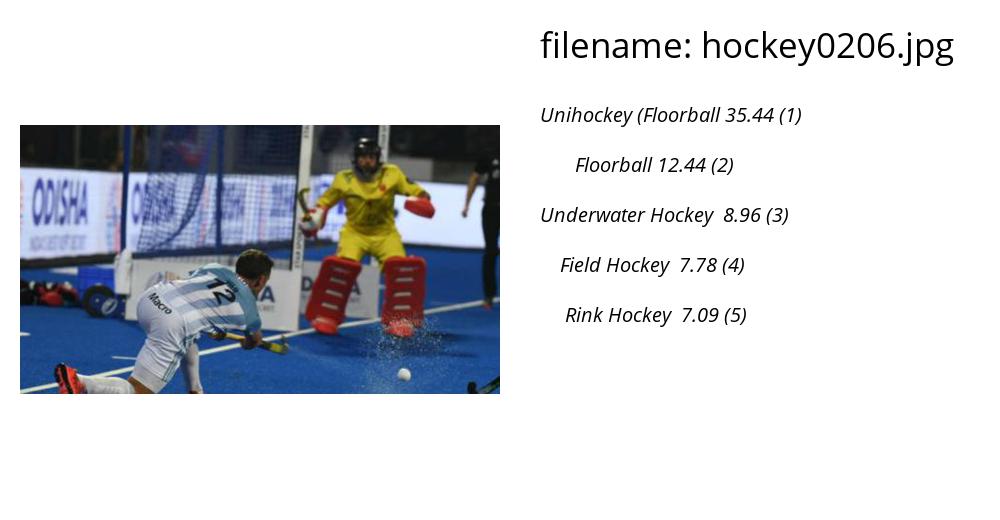 filename: hockey0206.jpg
Unihockey (Floorball 35.44 (1)
Floorball 12.44 (2)
Underwater Hockey 8.96 (3)
Field Hockey 7.78 (4)
Rink Hockey 7.09 (5)
ODISHA
ODISHA
12
Macro